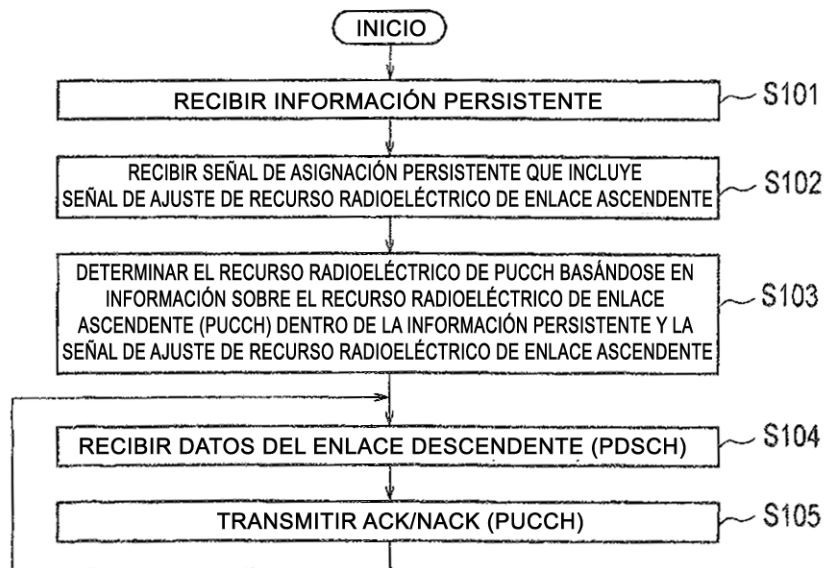 INICIO
RECIBIR INFORMACIÓN PERSISTENTE
S101
RECIBIR SEÑAL DE ASIGNACIÓN PERSISTENTE QUE INCLUYE
SEÑAL DE AJUSTE DE RECURSO RADIOELÉCTRICO DE ENLACE ASCENDENTE
S102
DETERMINAR EL RECURSO RADIOELÉCTRICO DE PUCCH BASÁNDOSE EN
INFORMACIÓN SOBRE EL RECURSO RADIOELÉCTRICO DE ENLACE
ASCENDENTE (PUCCH) DENTRO DE LA INFORMACIÓN PERSISTENTE Y LA
SEÑAL DE AJUSTE DE RECURSO RADIOELÉCTRICO DE ENLACE ASCENDENTE
S103
RECIBIR DATOS DEL ENLACE DESCENDENTE (PDSCH)
S104
TRANSMITIR ACK/NACK (PUCCH)
S105